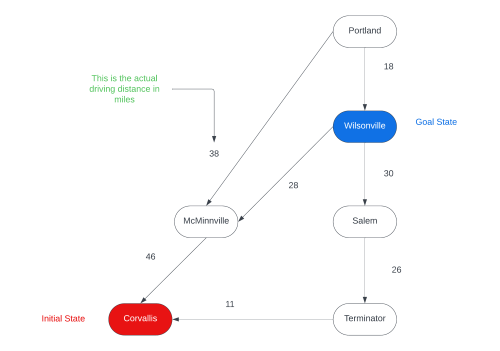 Portland
This is the actual
driving distance in
miles
18
Wilsonville
Goal State
38
30
28
McMinnville
Salem
46
26
11
Initial State
Corvallis
Terminator